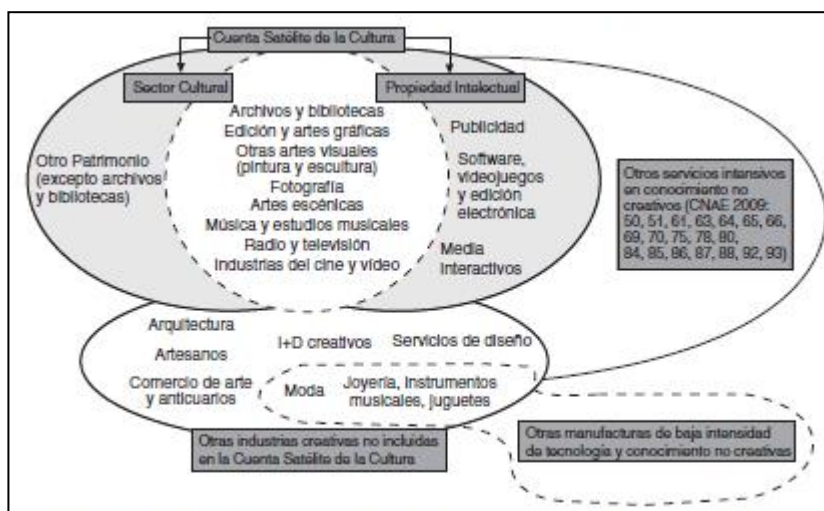 Cuenta Satélite de la Cultura
Sector Cultural
Propiedad Intelectual
Archivos y bibliotecas
Edición y artes gráficas
Otras artes visuales
(pintura y escultura)
Fotografía
Artes escénicas
Música y estudios musicales
Radio y televisión
Industrias del cine y vídeo
Otro Patrimonio
(excepto archivos
y bibliotecas)
Publicidad
Software,
videojuegos
y edición
electrónica
Media
Interactivos
Otros servicios intensivos
en conocimiento no
creativos (CNAE 2009:
50, 51, 61, 63, 64, 65, 66,
69, 70, 75, 78, 80,
84, 85, 86, 87, 88, 92, 93)
Arquitectura
Artesanos
Comercio de arte
y anticuarios
I+D creativos
Servicios de diseño
Moda
Joyería, instrumentos
musicales, juguetes
Otras industrias creativas no incluidas
en la Cuenta Satélite de la Cultura
Otras manufacturas de baja intensidad
de tecnología y conocimiento no creativas